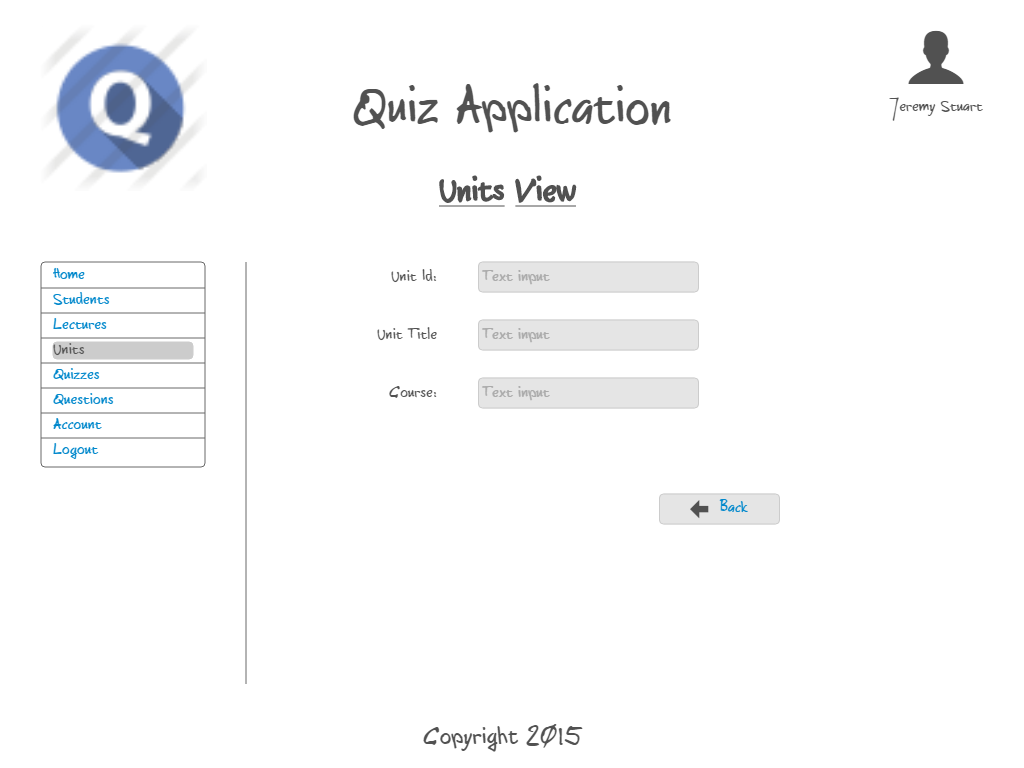 Q
Quiz Application
Jeremy Stuart
Units View
Home
Students
Lectures
Units
Quizzes
Questions
Account
Logout
Unit Id: Text input
Unit Title Text input
Course: Text input
Back
Copyright 2015